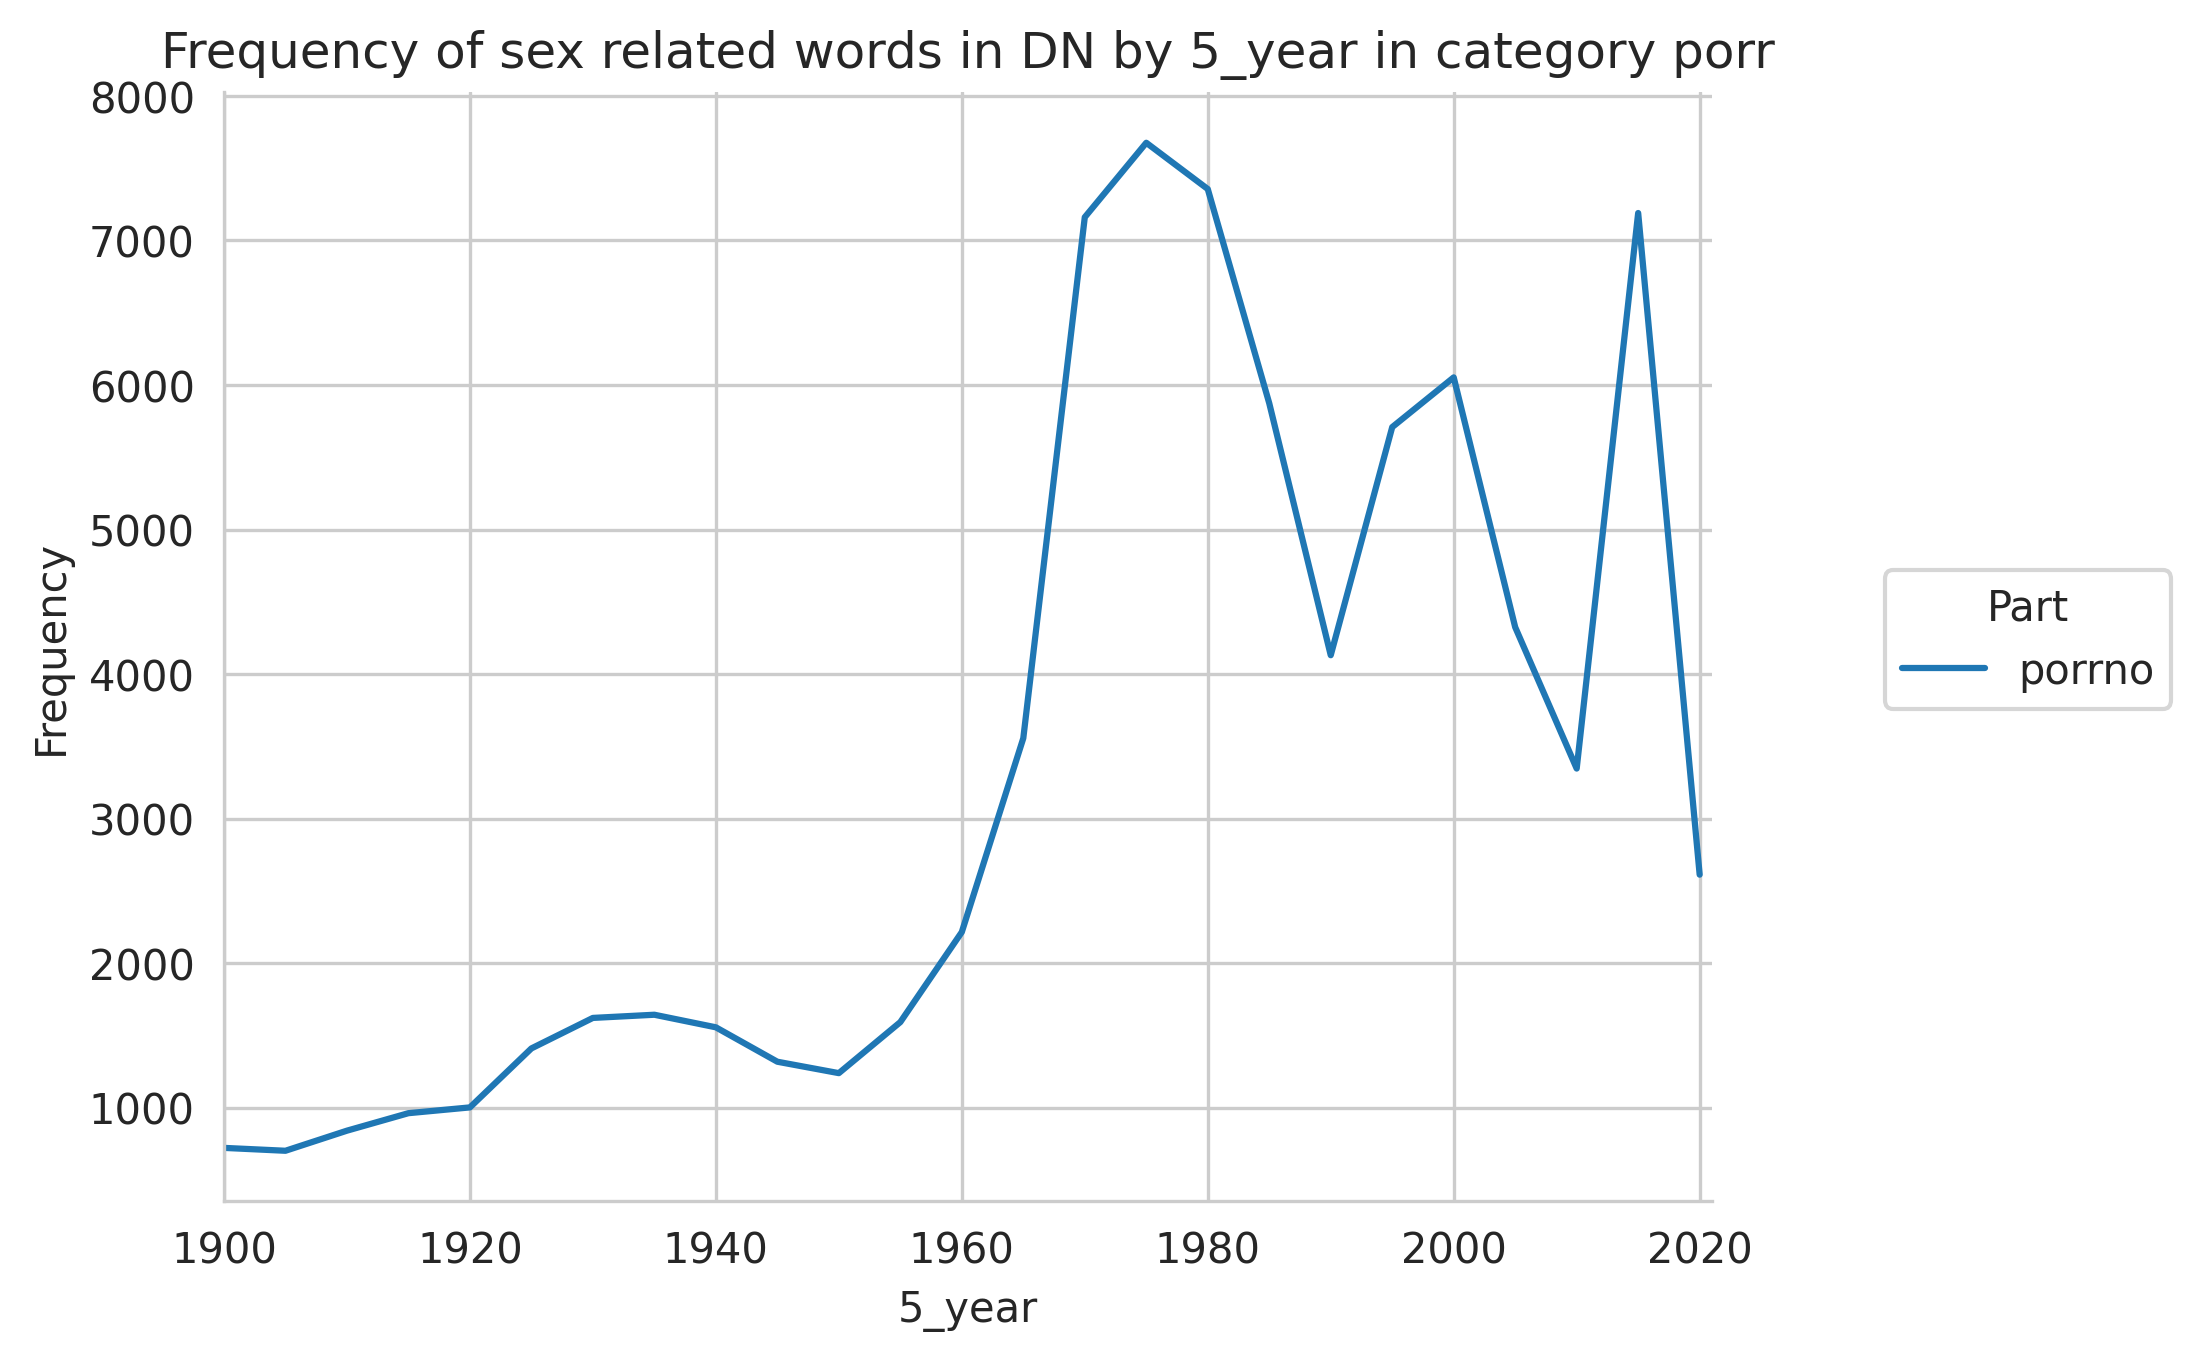 Frequency of sex related words in DN by 5_year in category porr
8000
7000
6000
5000
4000
3000
2000
1000
Frequency
1900 1920 1940 1960 1980 2000 2020
5_year
Part
porrno